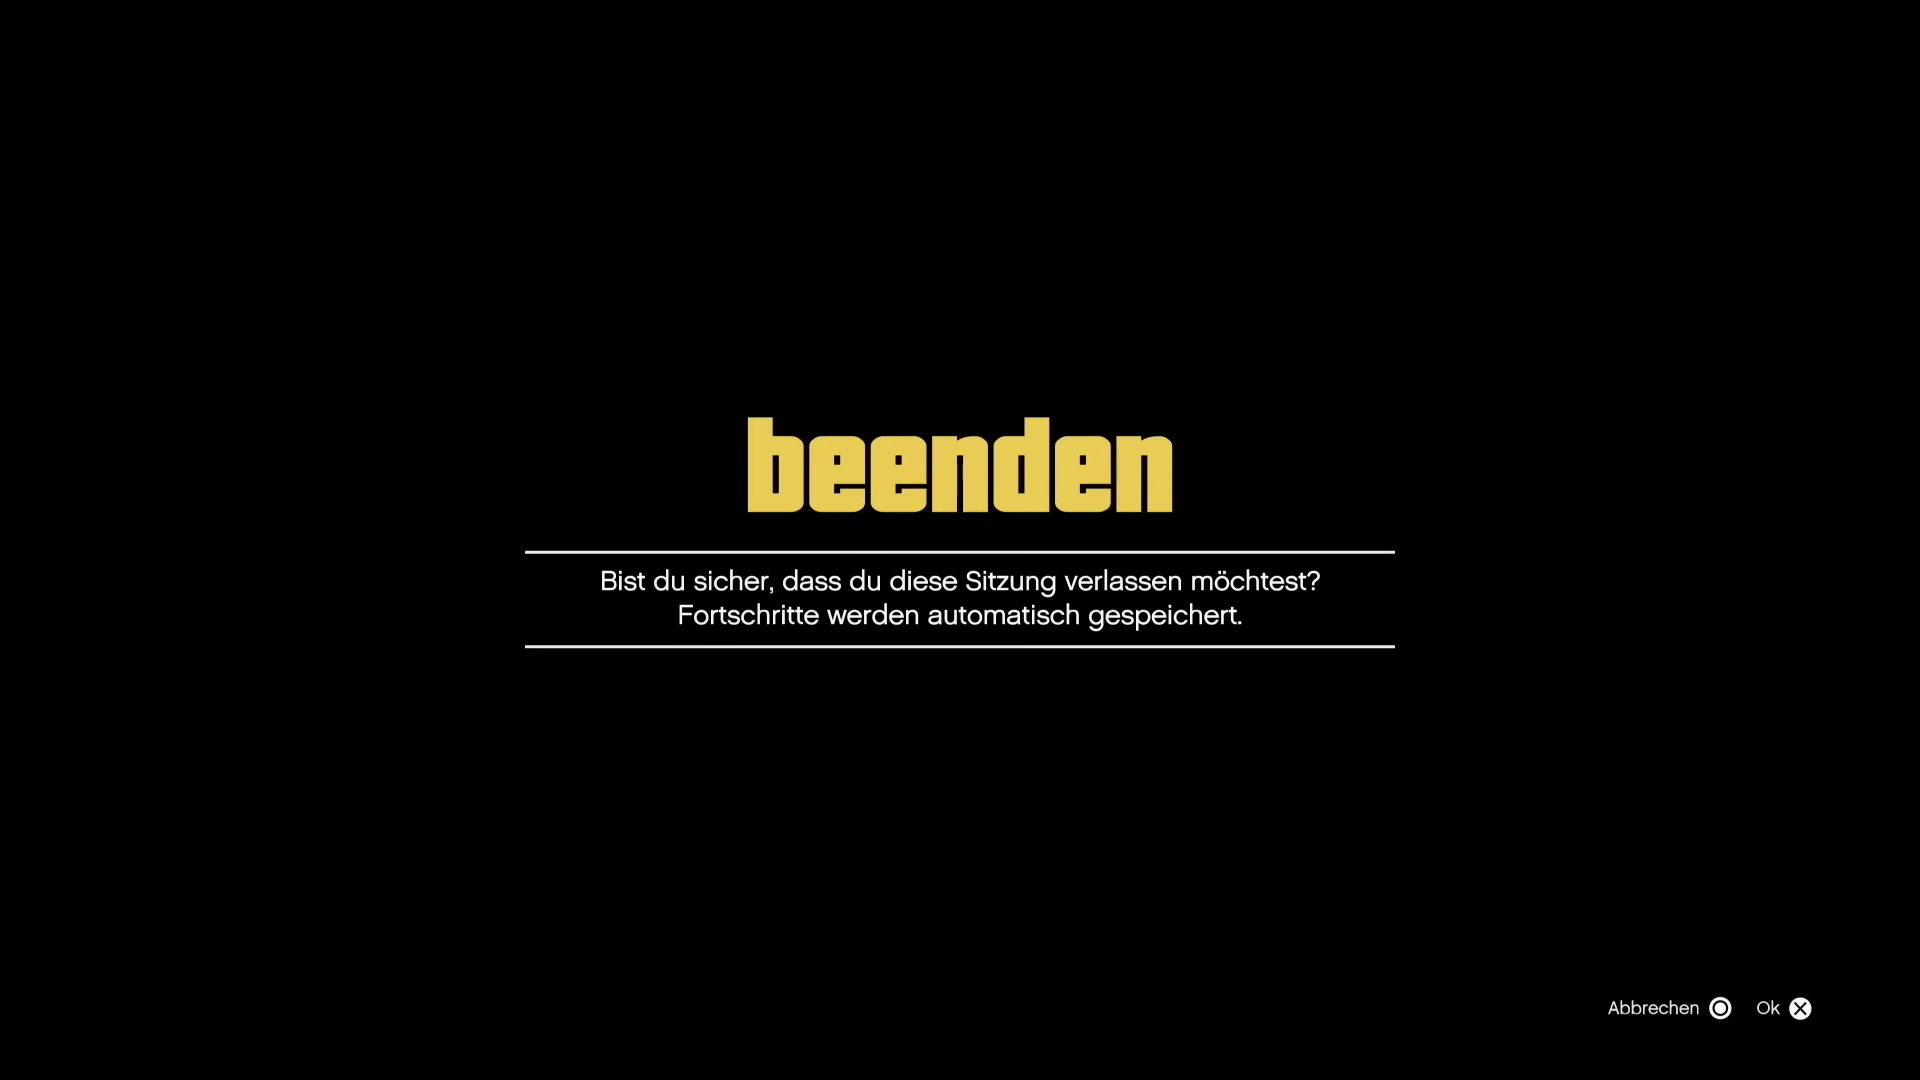 beenden
Bist du sicher, dass du diese Sitzung verlassen möchtest?
Fortschritte werden automatisch gespeichert.
Abbrechen Ok